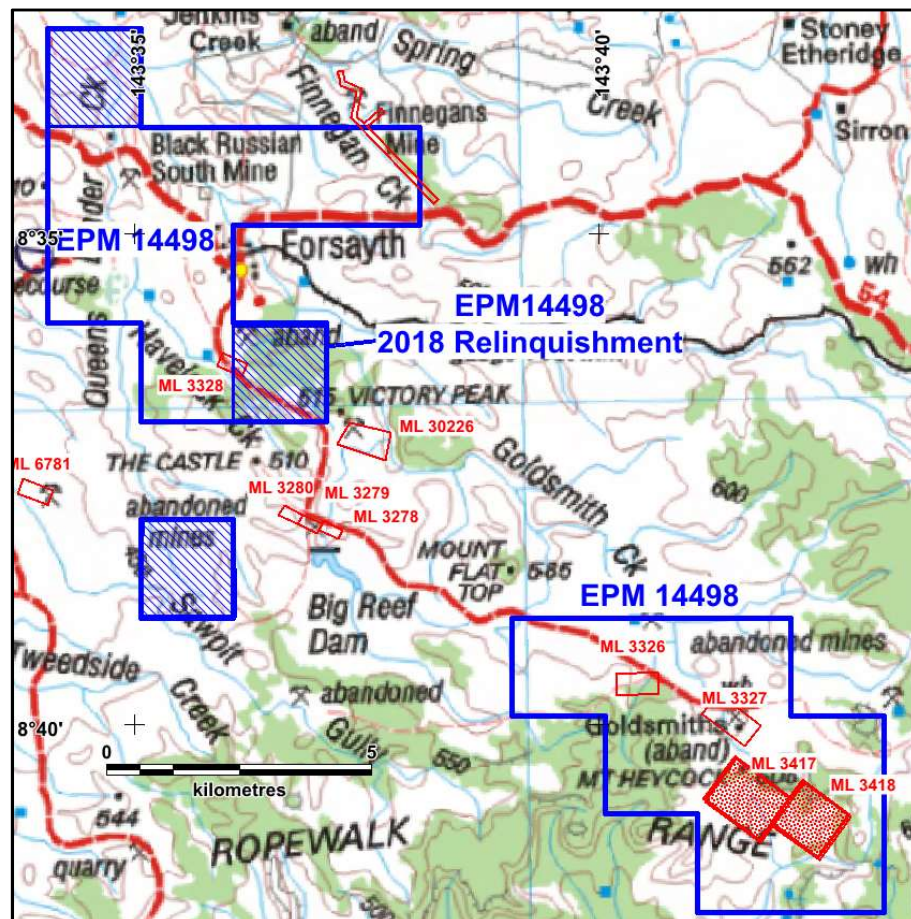 Jenkins
Creek
aband
Spring
Creek
Stoney
Etheridge
Sirron
143°35'
143°40'
Ck
Finnegan
Ck
Finnegans
Mine
Black Russian
South Mine
8°35'
EPM 14498
Forsayth
562
wh
54
EPM14498
2018 Relinquishment
aband
Queens
Ck
ML 3328
515
VICTORY PEAK
ML 30226
ML 6781
THE CASTLE • 510
ML 3280
ML 3279
ML 3278
abandoned
mines
Goldsmith
Ck
600
MOUNT
FLAT
TOP
585
EPM 14498
Big Reef
Dam
Sawpit
Creek
Tweedside
abandoned
Gully
550
ML 3326
abandoned mines
wh
ML 3327
Goldsmiths
(aband)
8°40'
0
5
kilometres
ML 3417
MT HEYCOCK
ML 3418
544
quarry
ROPEWALK
RANGE
500